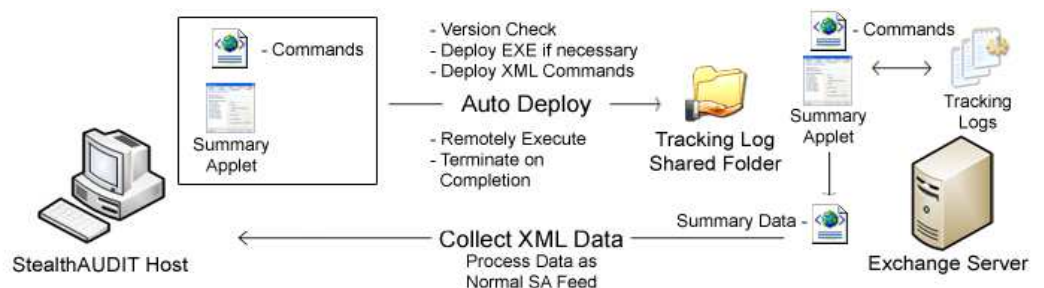 - Commands
Summary
Applet
StealthAUDIT Host
- Version Check
- Deploy EXE if necessary
- Deploy XML Commands
Auto Deploy
- Remotely Execute
- Terminate on
Completion
Tracking Log
Shared Folder
- Commands
Summary
Applet
Tracking
Logs
Summary Data -
Exchange Server
Collect XML Data
Process Data as
Normal SA Feed